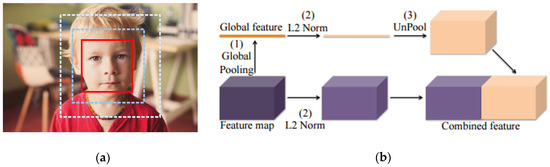 Global feature
(2)
L2 Norm
(3)
UnPool
(1)
Global
Pooling
Feature map
(2)
L2 Norm
Combined feature
(a)
(b)